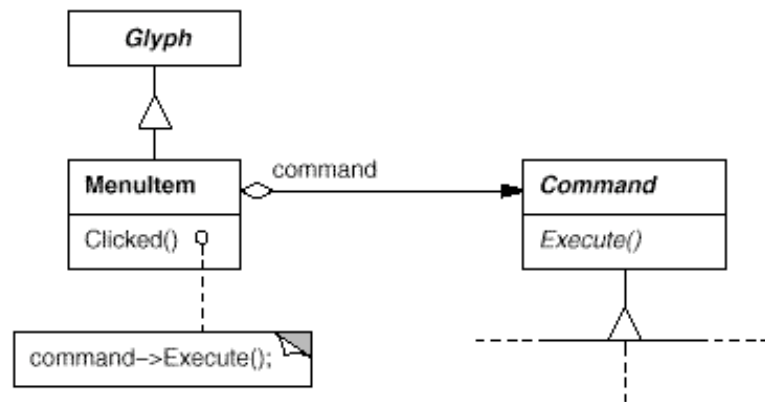 Glyph
MenuItem
command
Command
Clicked()
Execute()
command->Execute();